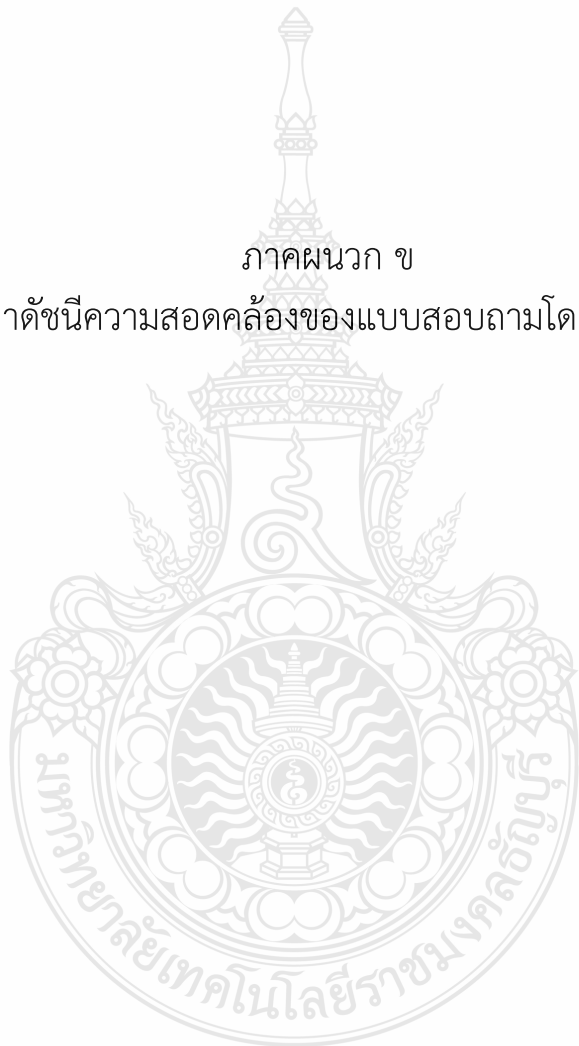 ภาคผนวก ข
าดัชนีความสอดคล้องของแบบสอบถามโด
มหาวิทยาลัยเทคโนโลยีราชมงคลธัญบุรี